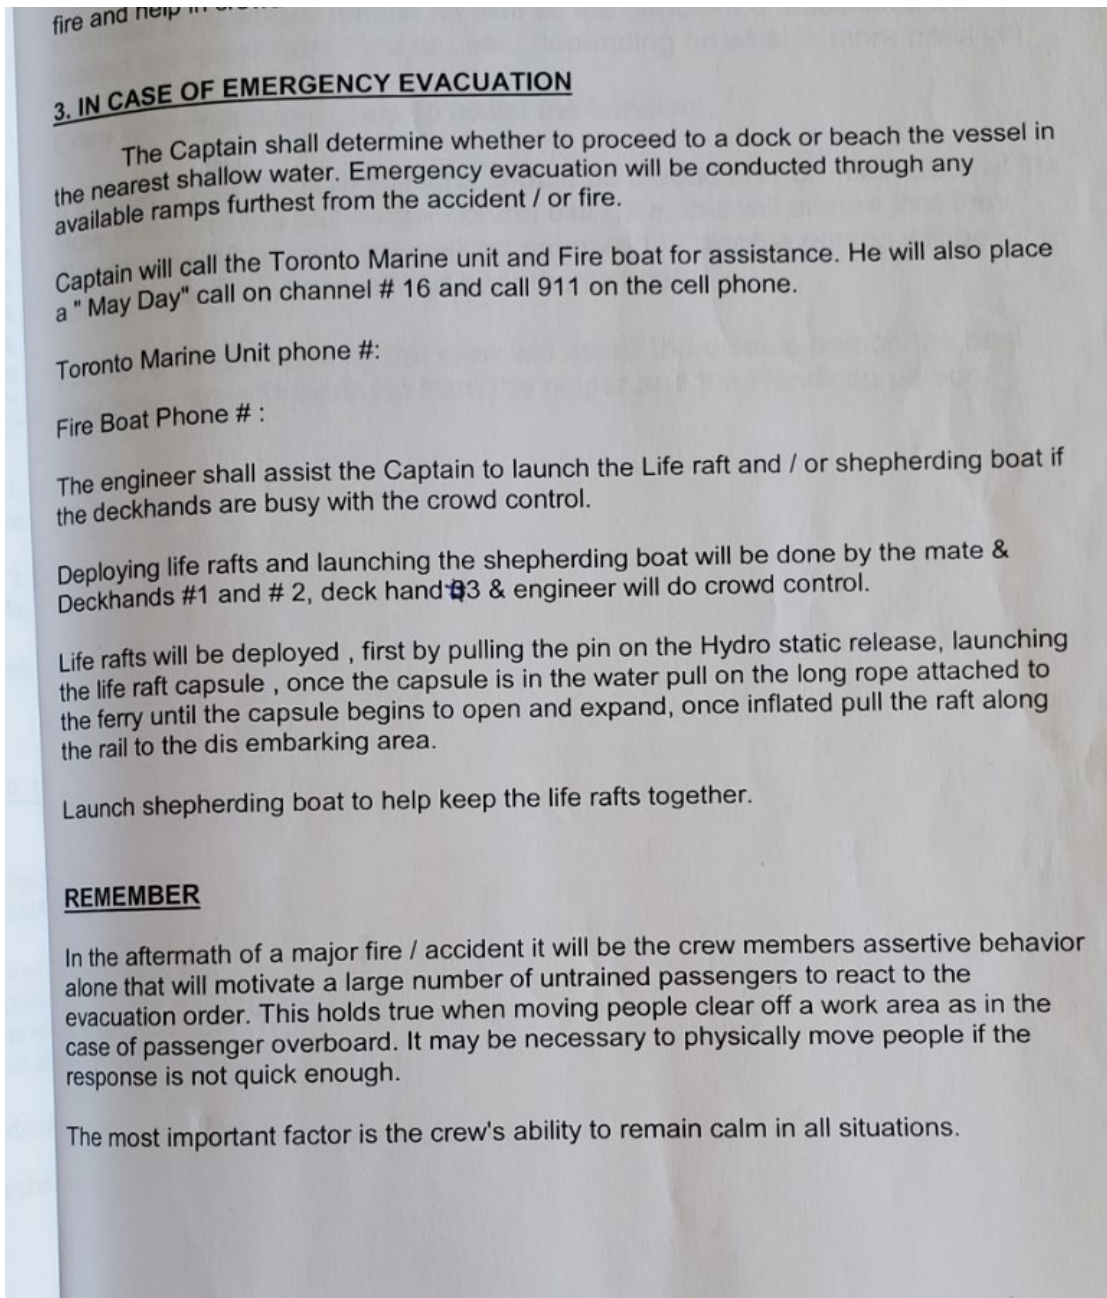 fire and help in
3. IN CASE OF EMERGENCY EVACUATION
The Captain shall determine whether to proceed to a dock or beach the vessel in
the nearest shallow water. Emergency evacuation will be conducted through any
available ramps furthest from the accident / or fire.
Captain will call the Toronto Marine unit and Fire boat for assistance. He will also place
a " May Day" call on channel # 16 and call 911 on the cell phone.
Toronto Marine Unit phone #:
Fire Boat Phone # :
The engineer shall assist the Captain to launch the Life raft and / or shepherding boat if
the deckhands are busy with the crowd control.
Deploying life rafts and launching the shepherding boat will be done by the mate &
Deckhands #1 and # 2, deck hand 3 & engineer will do crowd control.
Life rafts will be deployed , first by pulling the pin on the Hydro static release, launching
the life raft capsule , once the capsule is in the water pull on the long rope attached to
the ferry until the capsule begins to open and expand, once inflated pull the raft along
the rail to the dis embarking area.
Launch shepherding boat to help keep the life rafts together.
REMEMBER
In the aftermath of a major fire / accident it will be the crew members assertive behavior
alone that will motivate a large number of untrained passengers to react to the
evacuation order. This holds true when moving people clear off a work area as in the
case of passenger overboard. It may be necessary to physically move people if the
response is not quick enough.
The most important factor is the crew's ability to remain calm in all situations.